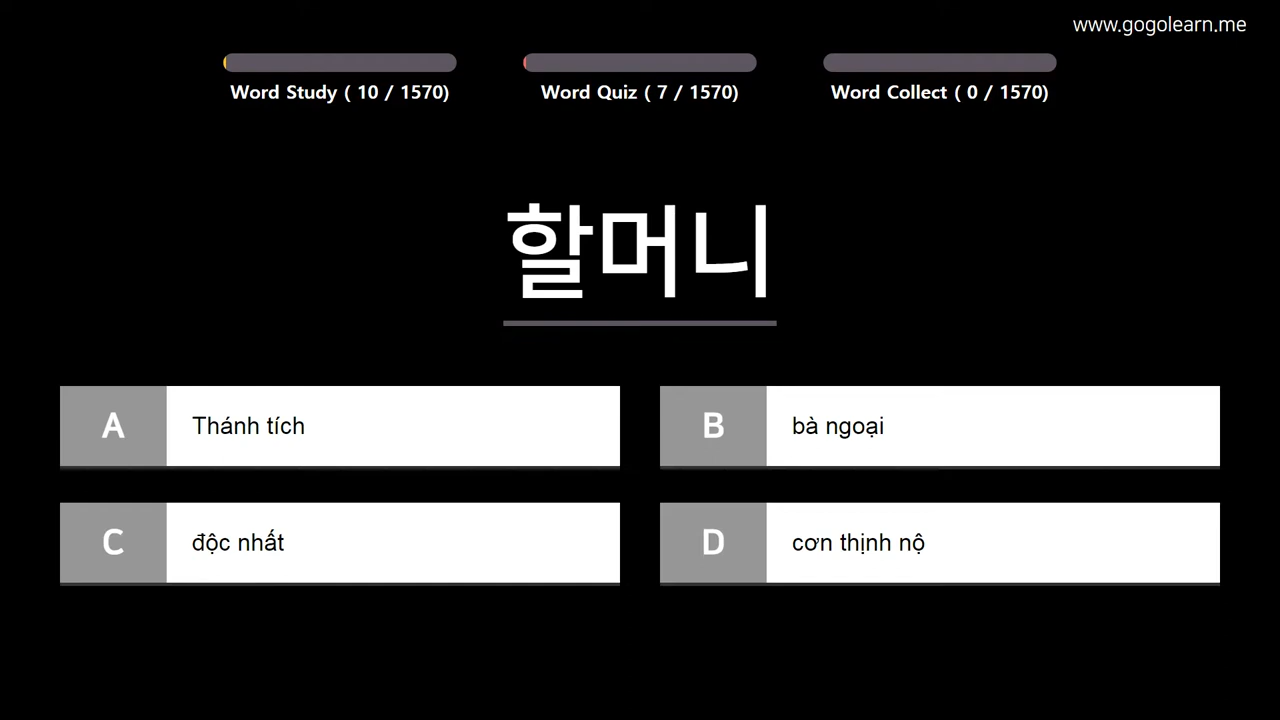 www.gogolearn.me
Word Study ( 10 / 1570)
Word Quiz ( 7 / 1570)
Word Collect ( 0 / 1570)
할머니
A Thánh tích
B bà ngoại
C độc nhất
D cơn thịnh nộ